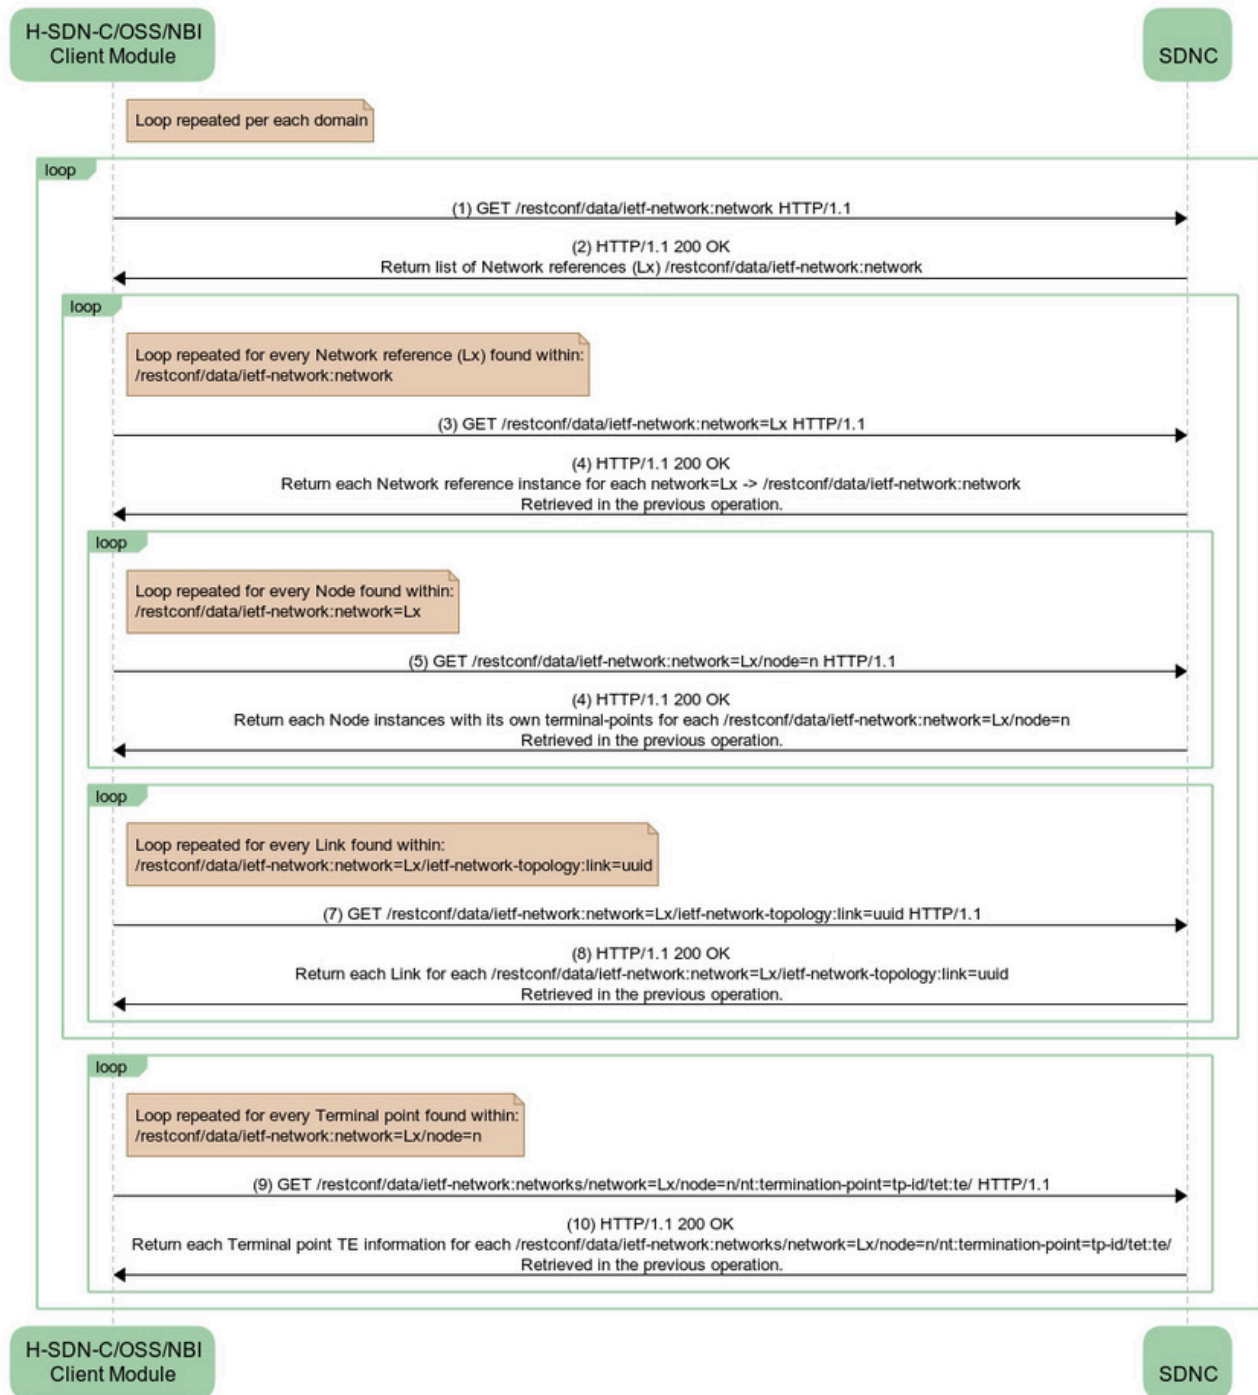 H-SDN-C/OSS/NBI
Client Module
SDNC
Loop repeated per each domain
loop
(1) GET /restconf/data/ietf-network:network HTTP/1.1
(2) HTTP/1.1 200 OK
Return list of Network references (Lx) /restconf/data/ietf-network:network
loop
Loop repeated for every Network reference (Lx) found within:
/restconf/data/ietf-network:network
(3) GET /restconf/data/ietf-network:network=Lx HTTP/1.1
(4) HTTP/1.1 200 OK
Return each Network reference instance for each network=Lx -> /restconf/data/ietf-network:network
Retrieved in the previous operation.
loop
Loop repeated for every Node found within:
/restconf/data/ietf-network:network=Lx
(5) GET /restconf/data/ietf-network:network=Lx/node=n HTTP/1.1
(4) HTTP/1.1 200 OK
Return each Node instances with its own terminal-points for each /restconf/data/ietf-network:network=Lx/node=n
Retrieved in the previous operation.
loop
Loop repeated for every Link found within:
/restconf/data/ietf-network:network=Lx/ietf-network-topology:link=uuid
(7) GET /restconf/data/ietf-network:network=Lx/ietf-network-topology:link=uuid HTTP/1.1
(8) HTTP/1.1 200 OK
Return each Link for each /restconf/data/ietf-network:network=Lx/ietf-network-topology:link=uuid
Retrieved in the previous operation.
loop
Loop repeated for every Terminal point found within:
/restconf/data/ietf-network:network=Lx/node=n
(9) GET /restconf/data/ietf-network:networks/network=Lx/node=n/nt:termination-point=tp-id/tet:te/ HTTP/1.1
(10) HTTP/1.1 200 OK
Return each Terminal point TE information for each /restconf/data/ietf-network:networks/network=Lx/node=n/nt:termination-point=tp-id/tet:te/
Retrieved in the previous operation.
H-SDN-C/OSS/NBI
Client Module
SDNC